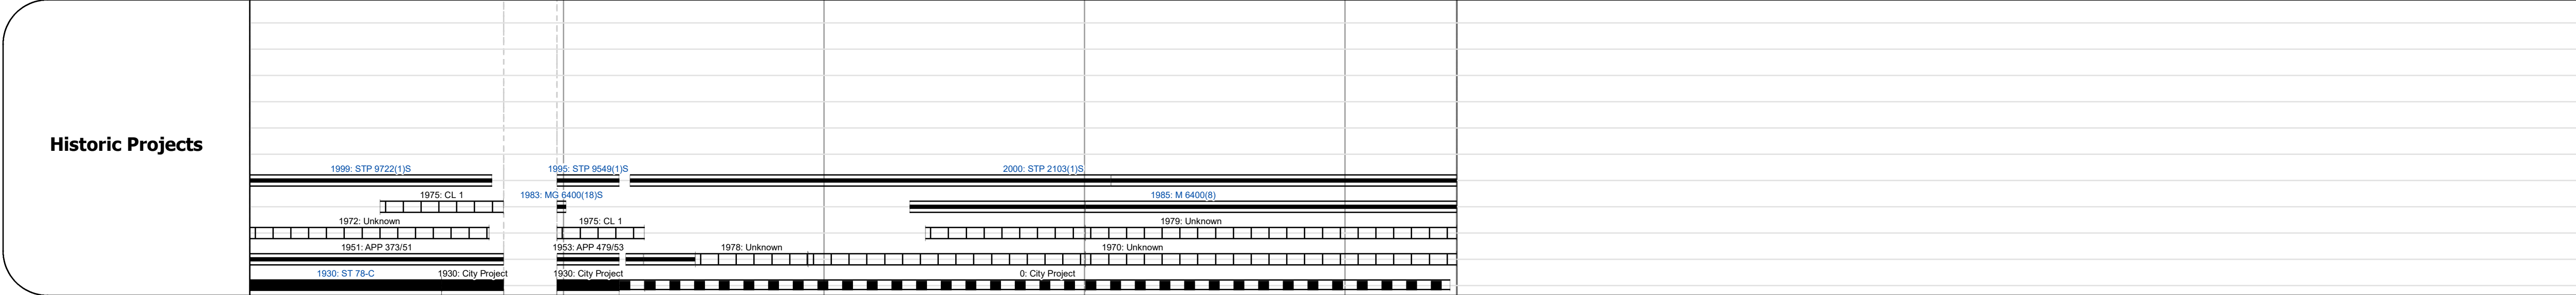 Historic Projects
1999: STP 9722(1)S
1995: STP 9549(1)S
2000: STP 2103(1)S
1975: CL 1
1983: MG 6400(18)S
1985: M 6400(8)
1972: Unknown
1975: CL 1
1979: Unknown
1951: APP 373/51
1953: APP 479/53
1978: Unknown
1970: Unknown
1930: ST 78-C
1930: City Project
1930: City Project
0: City Project